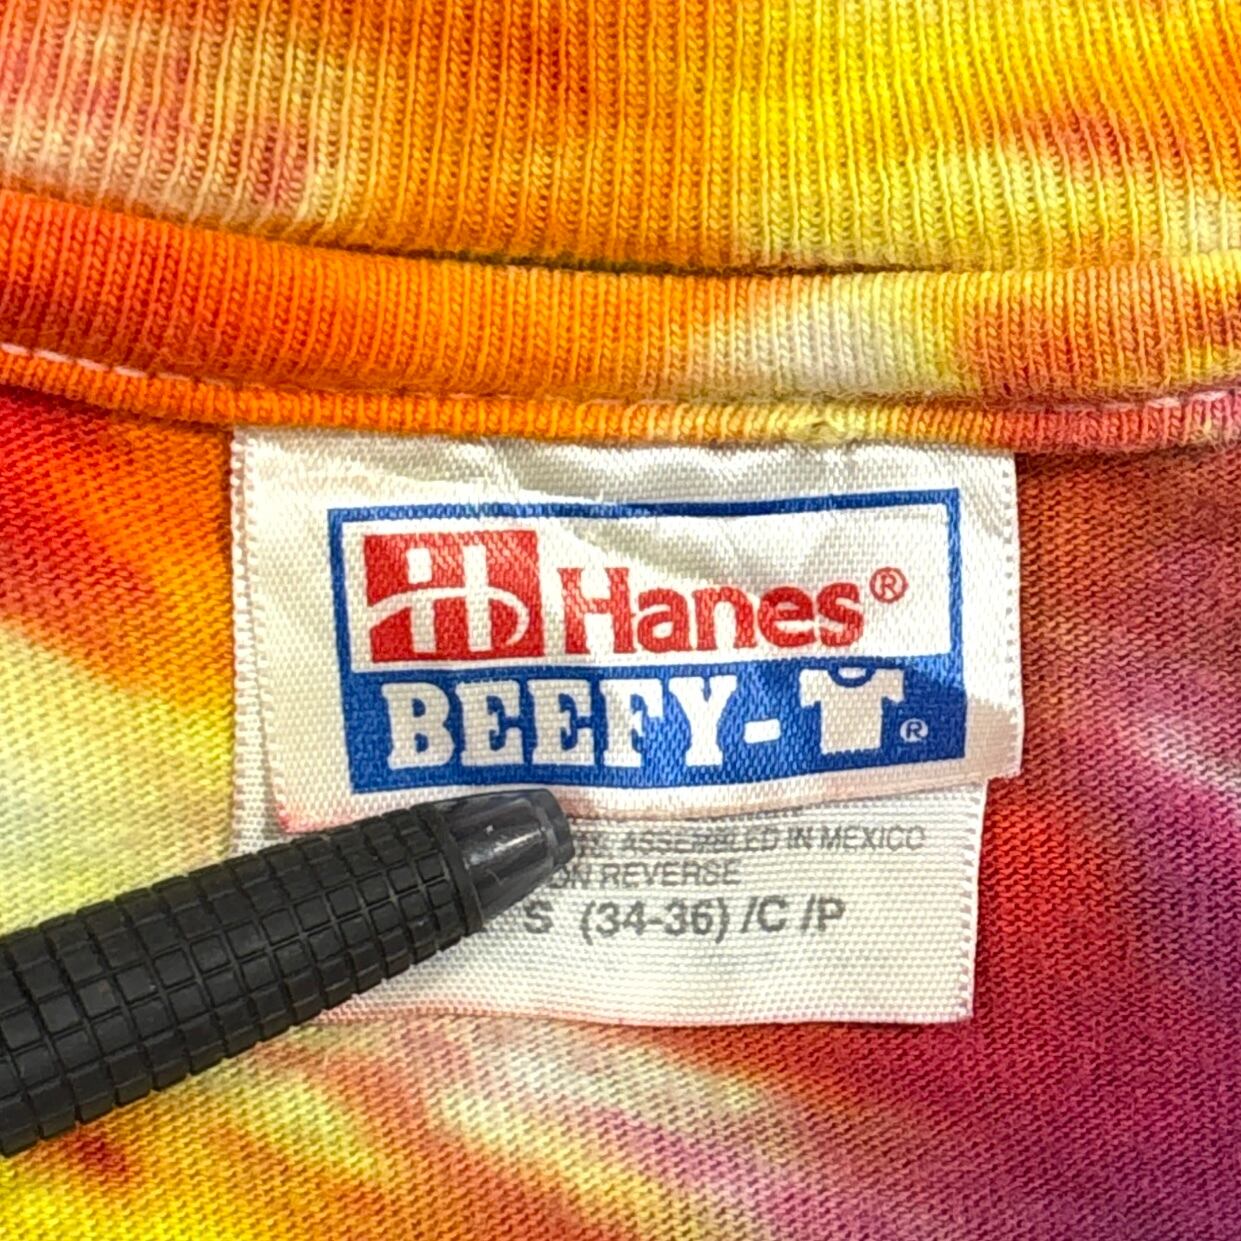 Hanes®
BEEFY-
®
ASSEMBLED IN MEXICO
ON REVERSE
S (34-36) /C /P